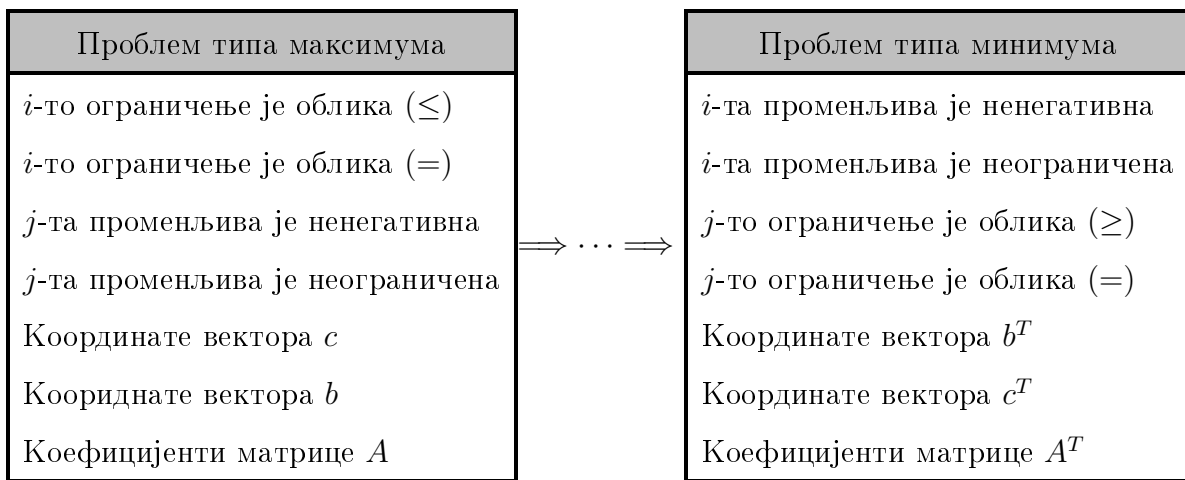 Проблем типа максимума
i-то ограничење је облика (≤)
i-то ограничење је облика (=)
j-та променљива је ненегативна
j-та променљива је неограничена
Координате вектора c
Коориднате вектора b
Коефицијенти матрице A
⟹ ··· ⟹
Проблем типа минимума
i-та променљива је ненегативна
i-та променљива је неограничена
j-то ограничење је облика (≥)
j-то ограничење је облика (=)
Координате вектора b^T
Координате вектора c^T
Коефицијенти матрице A^T